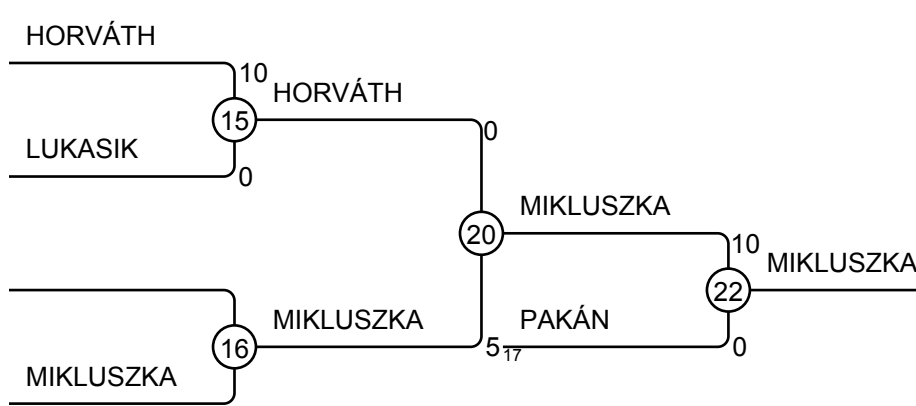 HORVÁTH
10
HORVÁTH
15
0
LUKASIK
0
MIKLUSZKA
20
10
MIKLUSZKA
22
MIKLUSZKA
PAKÁN
16
5
17
0
MIKLUSZKA